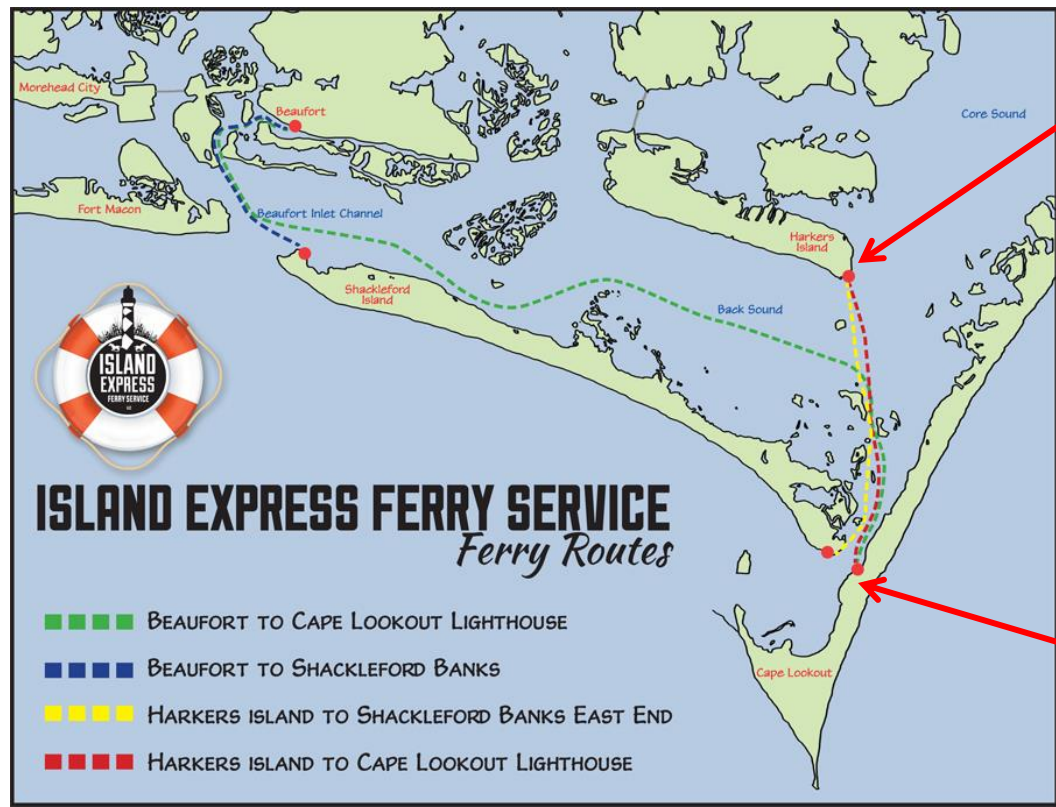 Morehead City
Beaufort
Core Sound
Fort Macon
Beaufort Inlet Channel
Harkers
Island
Shackleford
Island
Back Sound
ISLAND
EXPRESS
FERRY SERVICE
ISLAND EXPRESS FERRY SERVICE
Ferry Routes
BEAUFORT TO CAPE LOOKOUT LIGHTHOUSE
BEAUFORT TO SHACKLEFORD BANKS
HARKERS ISLAND TO SHACKLEFORD BANKS EAST END
HARKERS ISLAND TO CAPE LOOKOUT LIGHTHOUSE
Cape Lookout